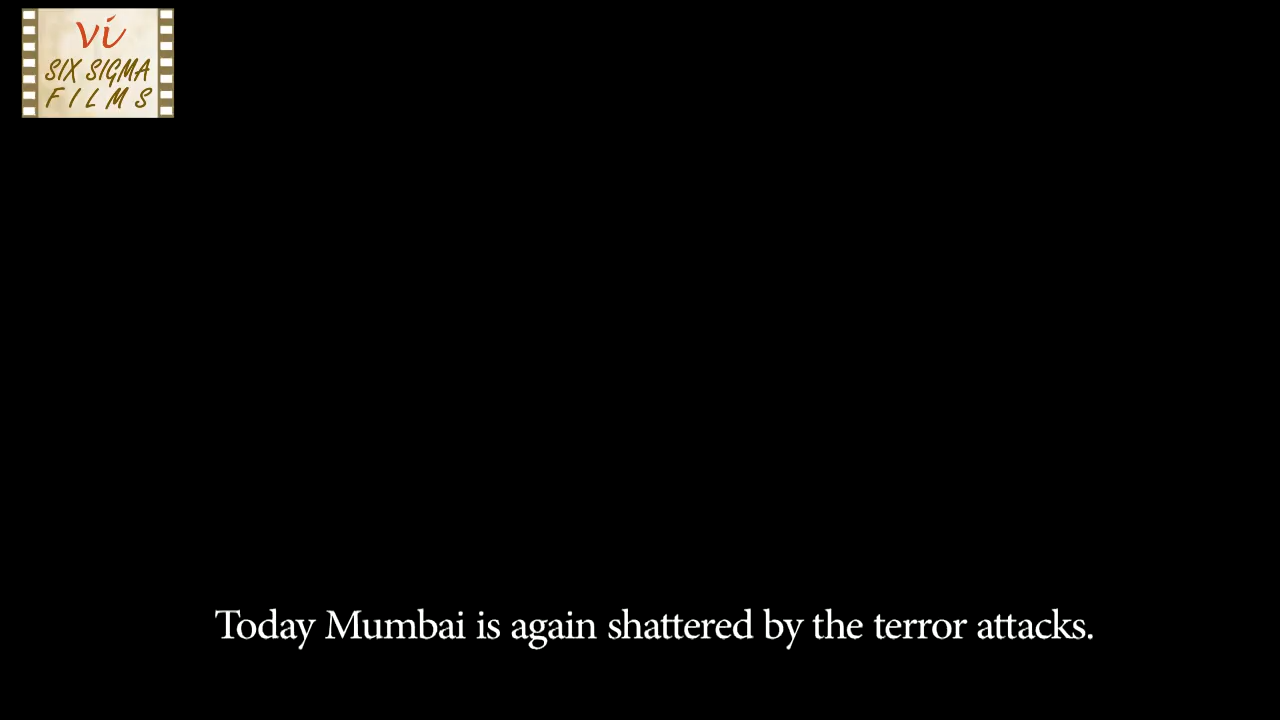 vi
SIX SIGMA
FILMS
Today Mumbai is again shattered by the terror attacks.